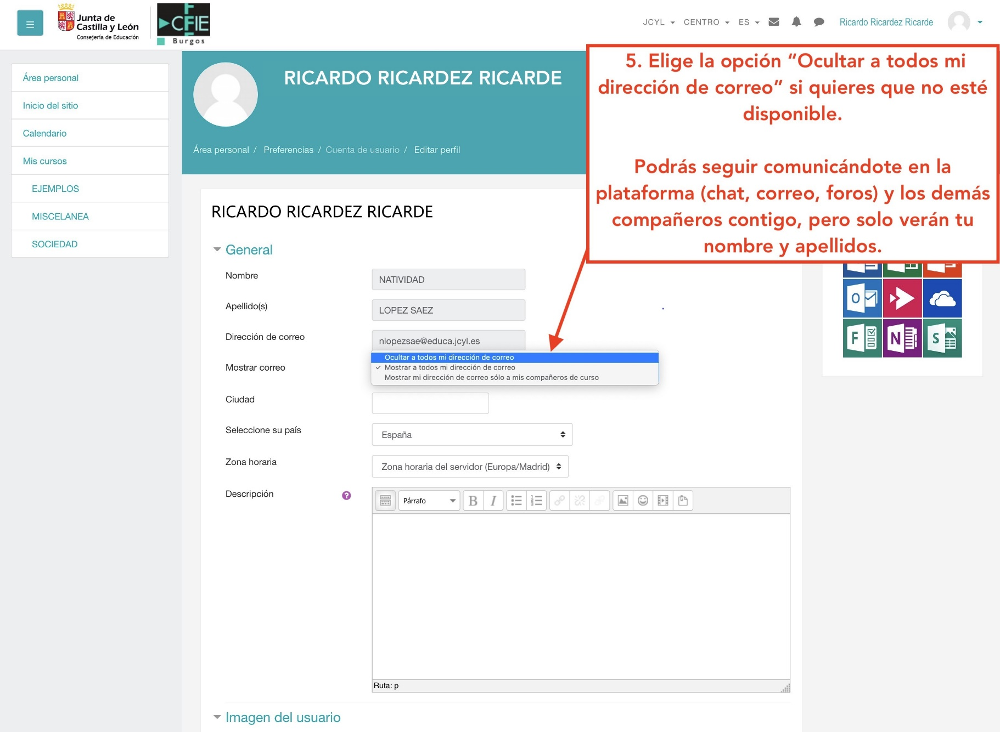 Junta de
Castilla y León
Consejería de Educación
CFIE
Burgos
JCYL
CENTRO
ES
Ricardo Ricardez Ricarde
Área personal
Inicio del sitio
Calendario
Mis cursos
EJEMPLOS
MISCELANEA
SOCIEDAD
RICARDO RICARDEZ RICARDE
Área personal / Preferencias / Cuenta de usuario / Editar perfil
5. Elige la opción “Ocultar a todos mi
dirección de correo” si quieres que no esté
disponible.
Podrás seguir comunicándote en la
plataforma (chat, correo, foros) y los demás
compañeros contigo, pero solo verán tu
nombre y apellidos.
RICARDO RICARDEZ RICARDE
General
Nombre
NATIVIDAD
Apellido(s)
LOPEZ SAEZ
Dirección de correo
nlopezsae@educa.jcyl.es
Mostrar correo
Ocultar a todos mi dirección de correo
✓ Mostrar a todos mi dirección de correo
Mostrar mi dirección de correo sólo a mis compañeros de curso
Ciudad
Seleccione su país
España
Zona horaria
Zona horaria del servidor (Europa/Madrid)
Descripción
?
Párrafo
B I
Ruta: p
Imagen del usuario
O
F N S